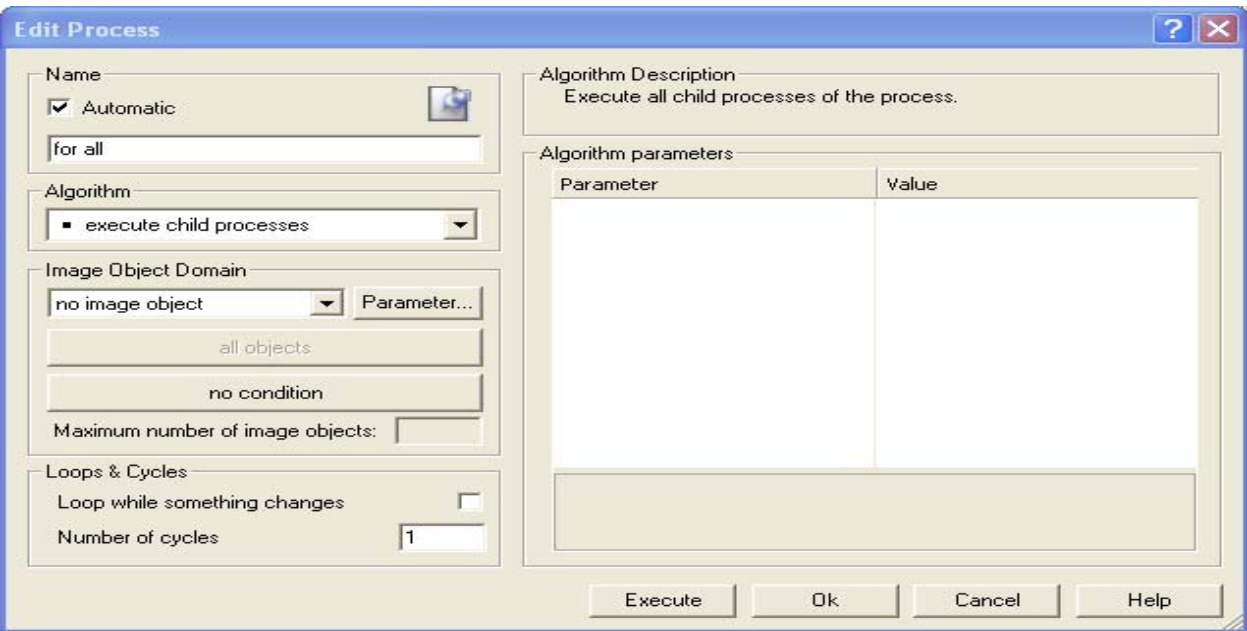 Edit Process
Name
Automatic
for all
Algorithm
execute child processes
Image Object Domain
no image object
Parameter...
all objects
no condition
Maximum number of image objects:
Loops & Cycles
Loop while something changes
Number of cycles 1
Algorithm Description
Execute all child processes of the process.
Algorithm parameters
Parameter Value
Execute Ok Cancel Help